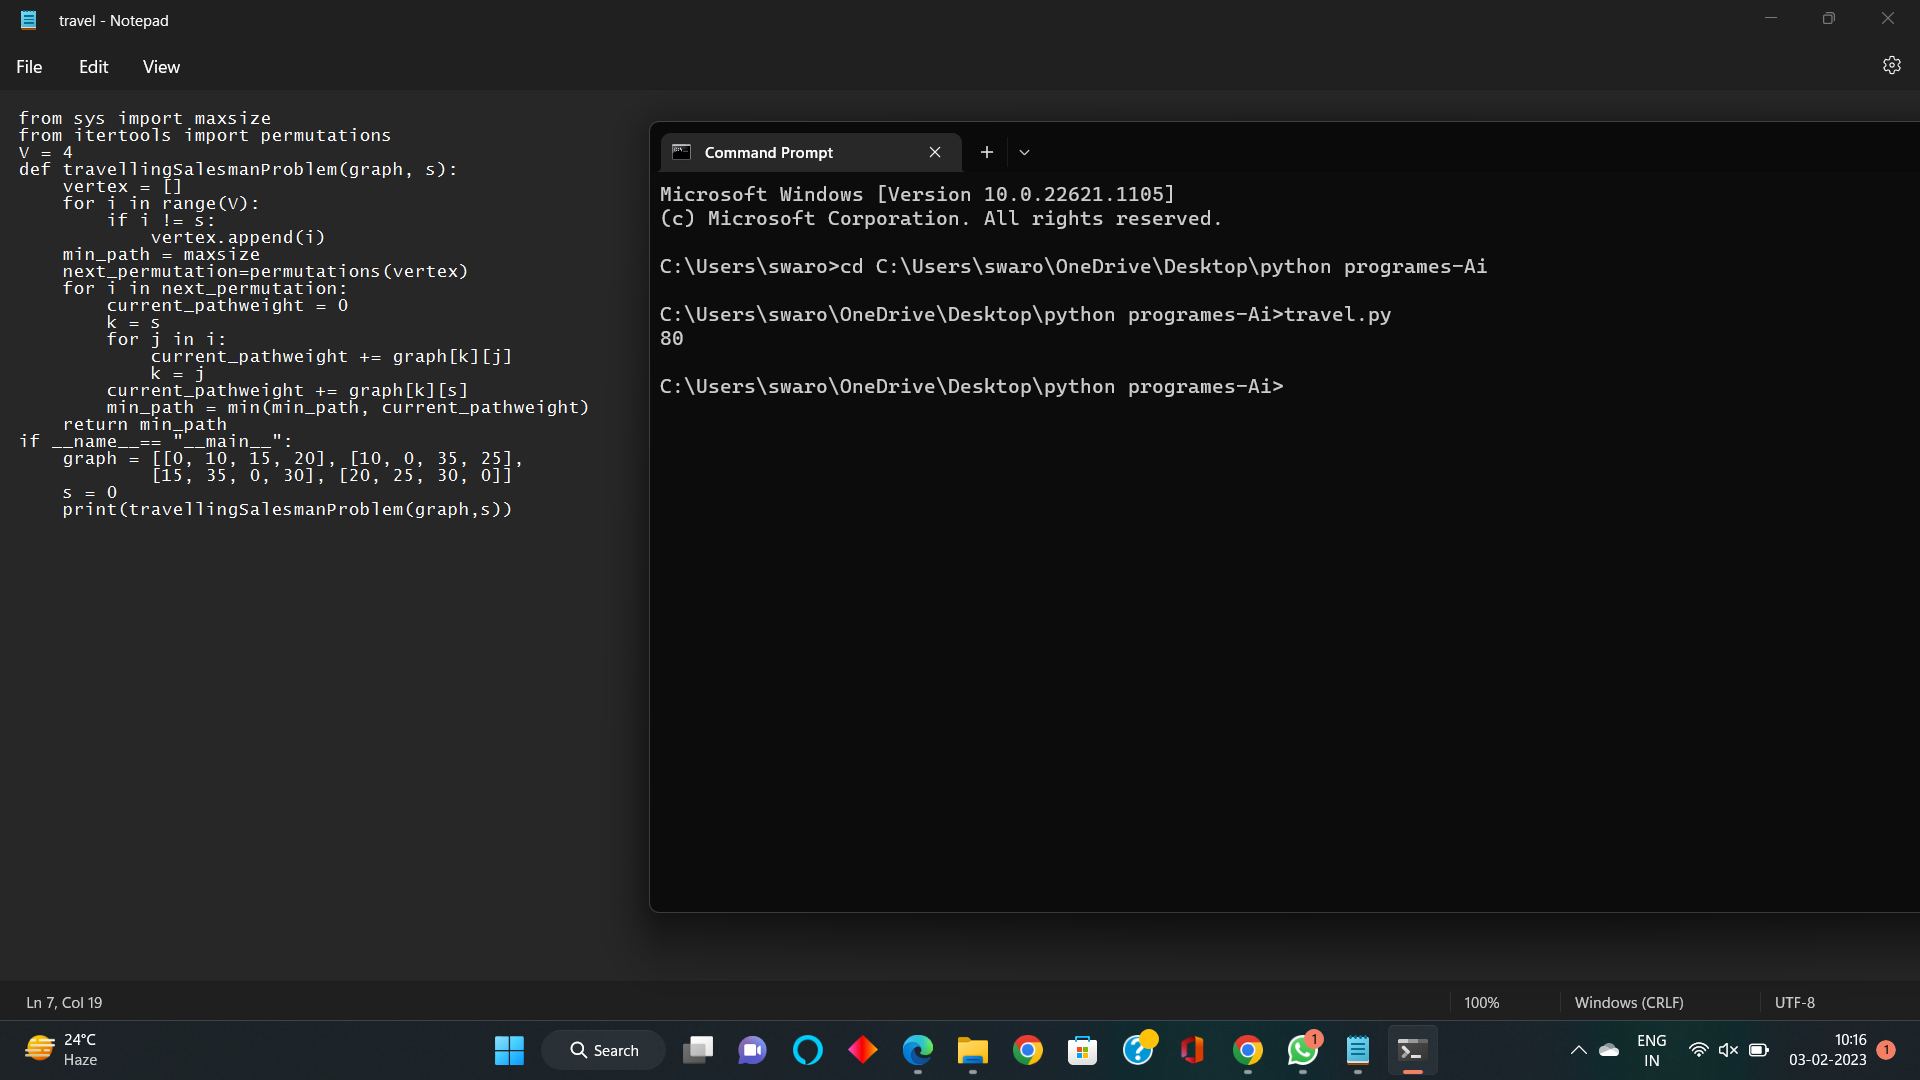 travel - Notepad
File Edit View
from sys import maxsize
from itertools import permutations
V = 4
def travellingSalesmanProblem(graph, s):
    vertex = []
    for i in range(V):
        if i != s:
            vertex.append(i)
    min_path = maxsize
    next_permutation=permutations(vertex)
    for i in next_permutation:
        current_pathweight = 0
        k = s
        for j in i:
            current_pathweight += graph[k][j]
            k = j
        current_pathweight += graph[k][s]
        min_path = min(min_path, current_pathweight)
    return min_path
if __name__== "__main__":
    graph = [[0, 10, 15, 20], [10, 0, 35, 25],
            [15, 35, 0, 30], [20, 25, 30, 0]]
    s = 0
    print(travellingSalesmanProblem(graph,s))
Command Prompt
Microsoft Windows [Version 10.0.22621.1105]
(c) Microsoft Corporation. All rights reserved.
C:\Users\swaro>cd C:\Users\swaro\OneDrive\Desktop\python programes-Ai
C:\Users\swaro\OneDrive\Desktop\python programes-Ai>travel.py
80
C:\Users\swaro\OneDrive\Desktop\python programes-Ai>
Ln 7, Col 19
100%
Windows (CRLF)
UTF-8
24°C
Haze
Search
1
ENG
IN
10:16
03-02-2023
1